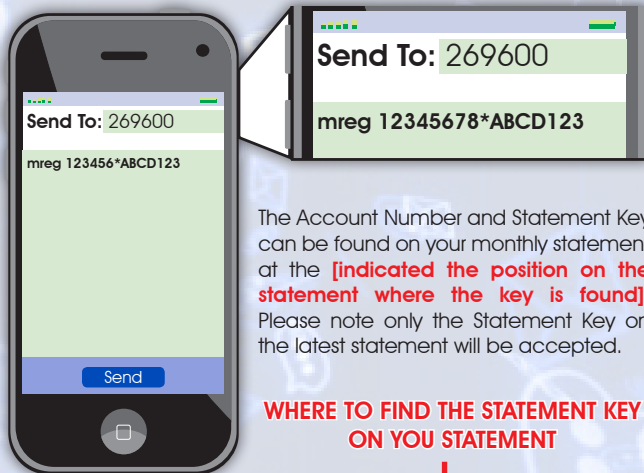 Send To: 269600
mreg 123456*ABCD123
Send
Send To: 269600
mreg 12345678*ABCD123
The Account Number and Statement Key
can be found on your monthly statement
at the [indicated the position on the
statement where the key is found]
Please note only the Statement Key on
the latest statement will be accepted.
WHERE TO FIND THE STATEMENT KEY
ON YOU STATEMENT